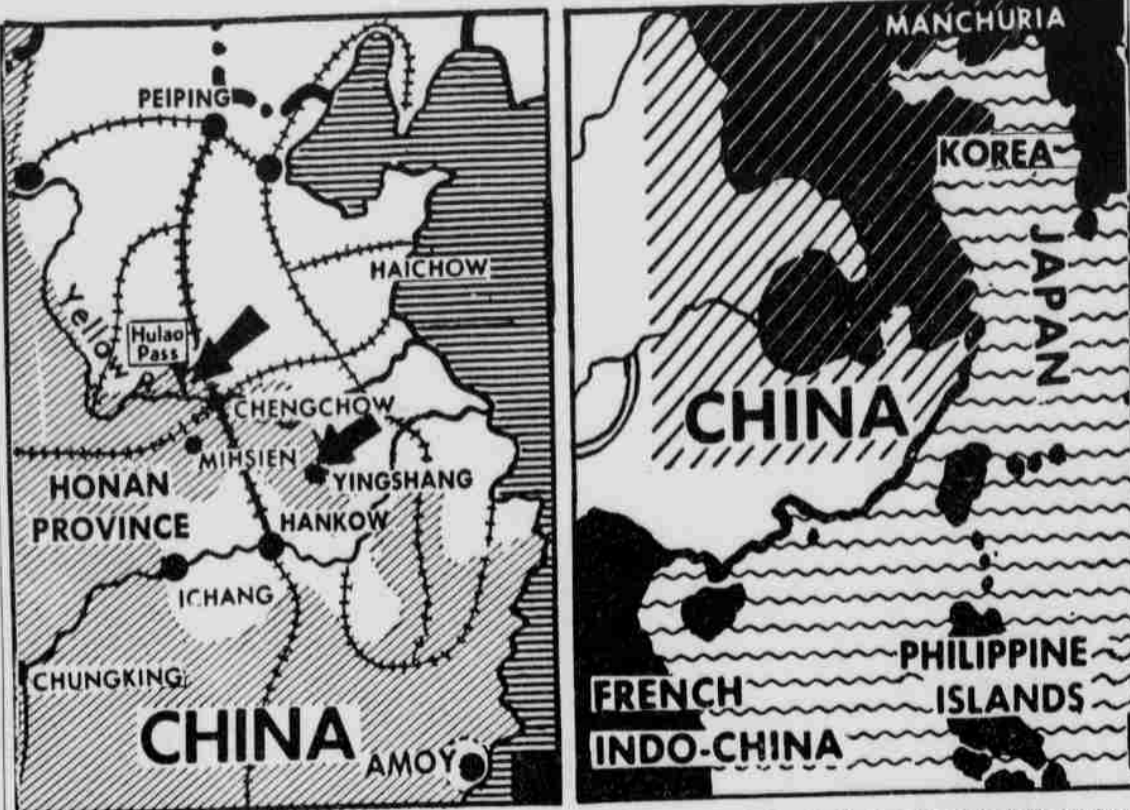 PEIPING
HAICHOW
Yellow R.
Hulao
Pass
CHENGCHOW
MIHSIEN
YINGSHANG
HONAN
PROVINCE
HANKOW
ICHANG
CHUNGKING
CHINA
AMOY
MANCHURIA
KOREA
JAPAN
CHINA
PHILIPPINE
ISLANDS
FRENCH
INDO-CHINA